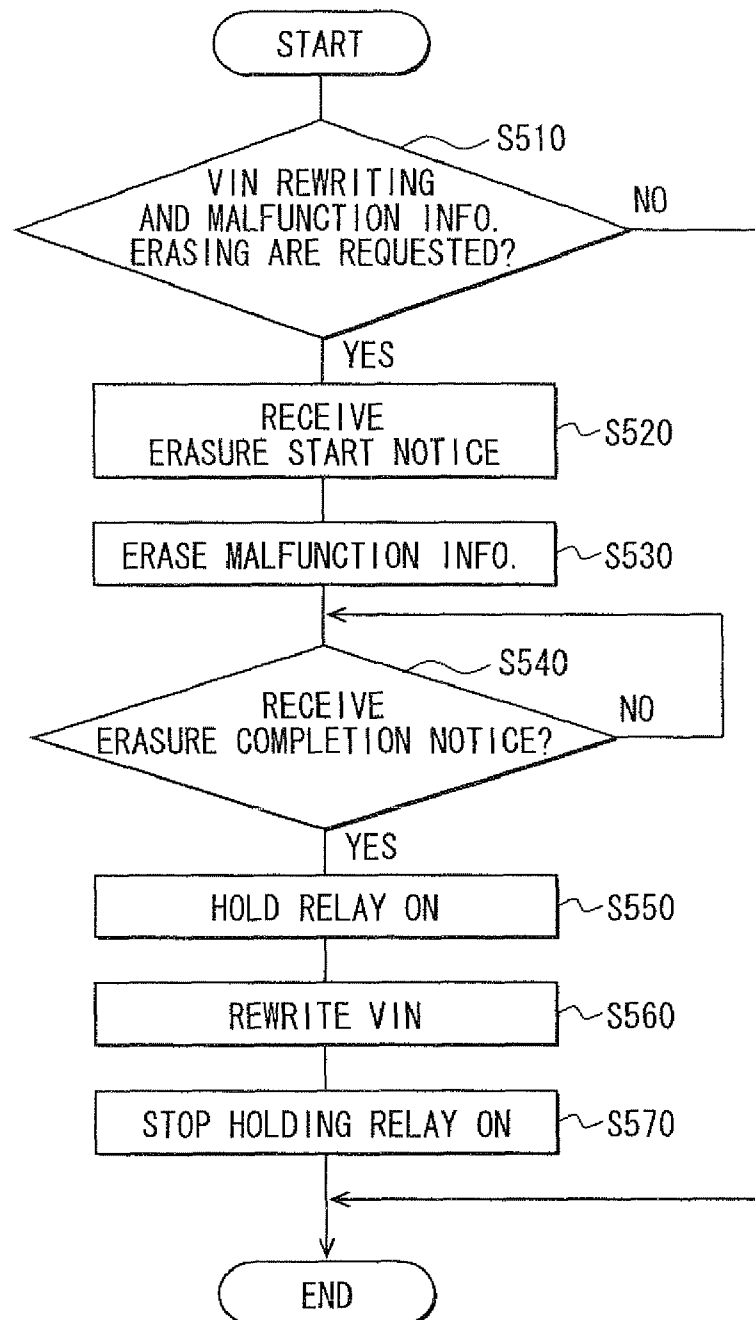 START
S510
VIN REWRITING
AND MALFUNCTION INFO.
ERASING ARE REQUESTED?
NO
YES
RECEIVE
ERASURE START NOTICE
S520
ERASE MALFUNCTION INFO.
S530
S540
RECEIVE
ERASURE COMPLETION NOTICE?
NO
YES
HOLD RELAY ON
S550
REWRITE VIN
S560
STOP HOLDING RELAY ON
S570
END